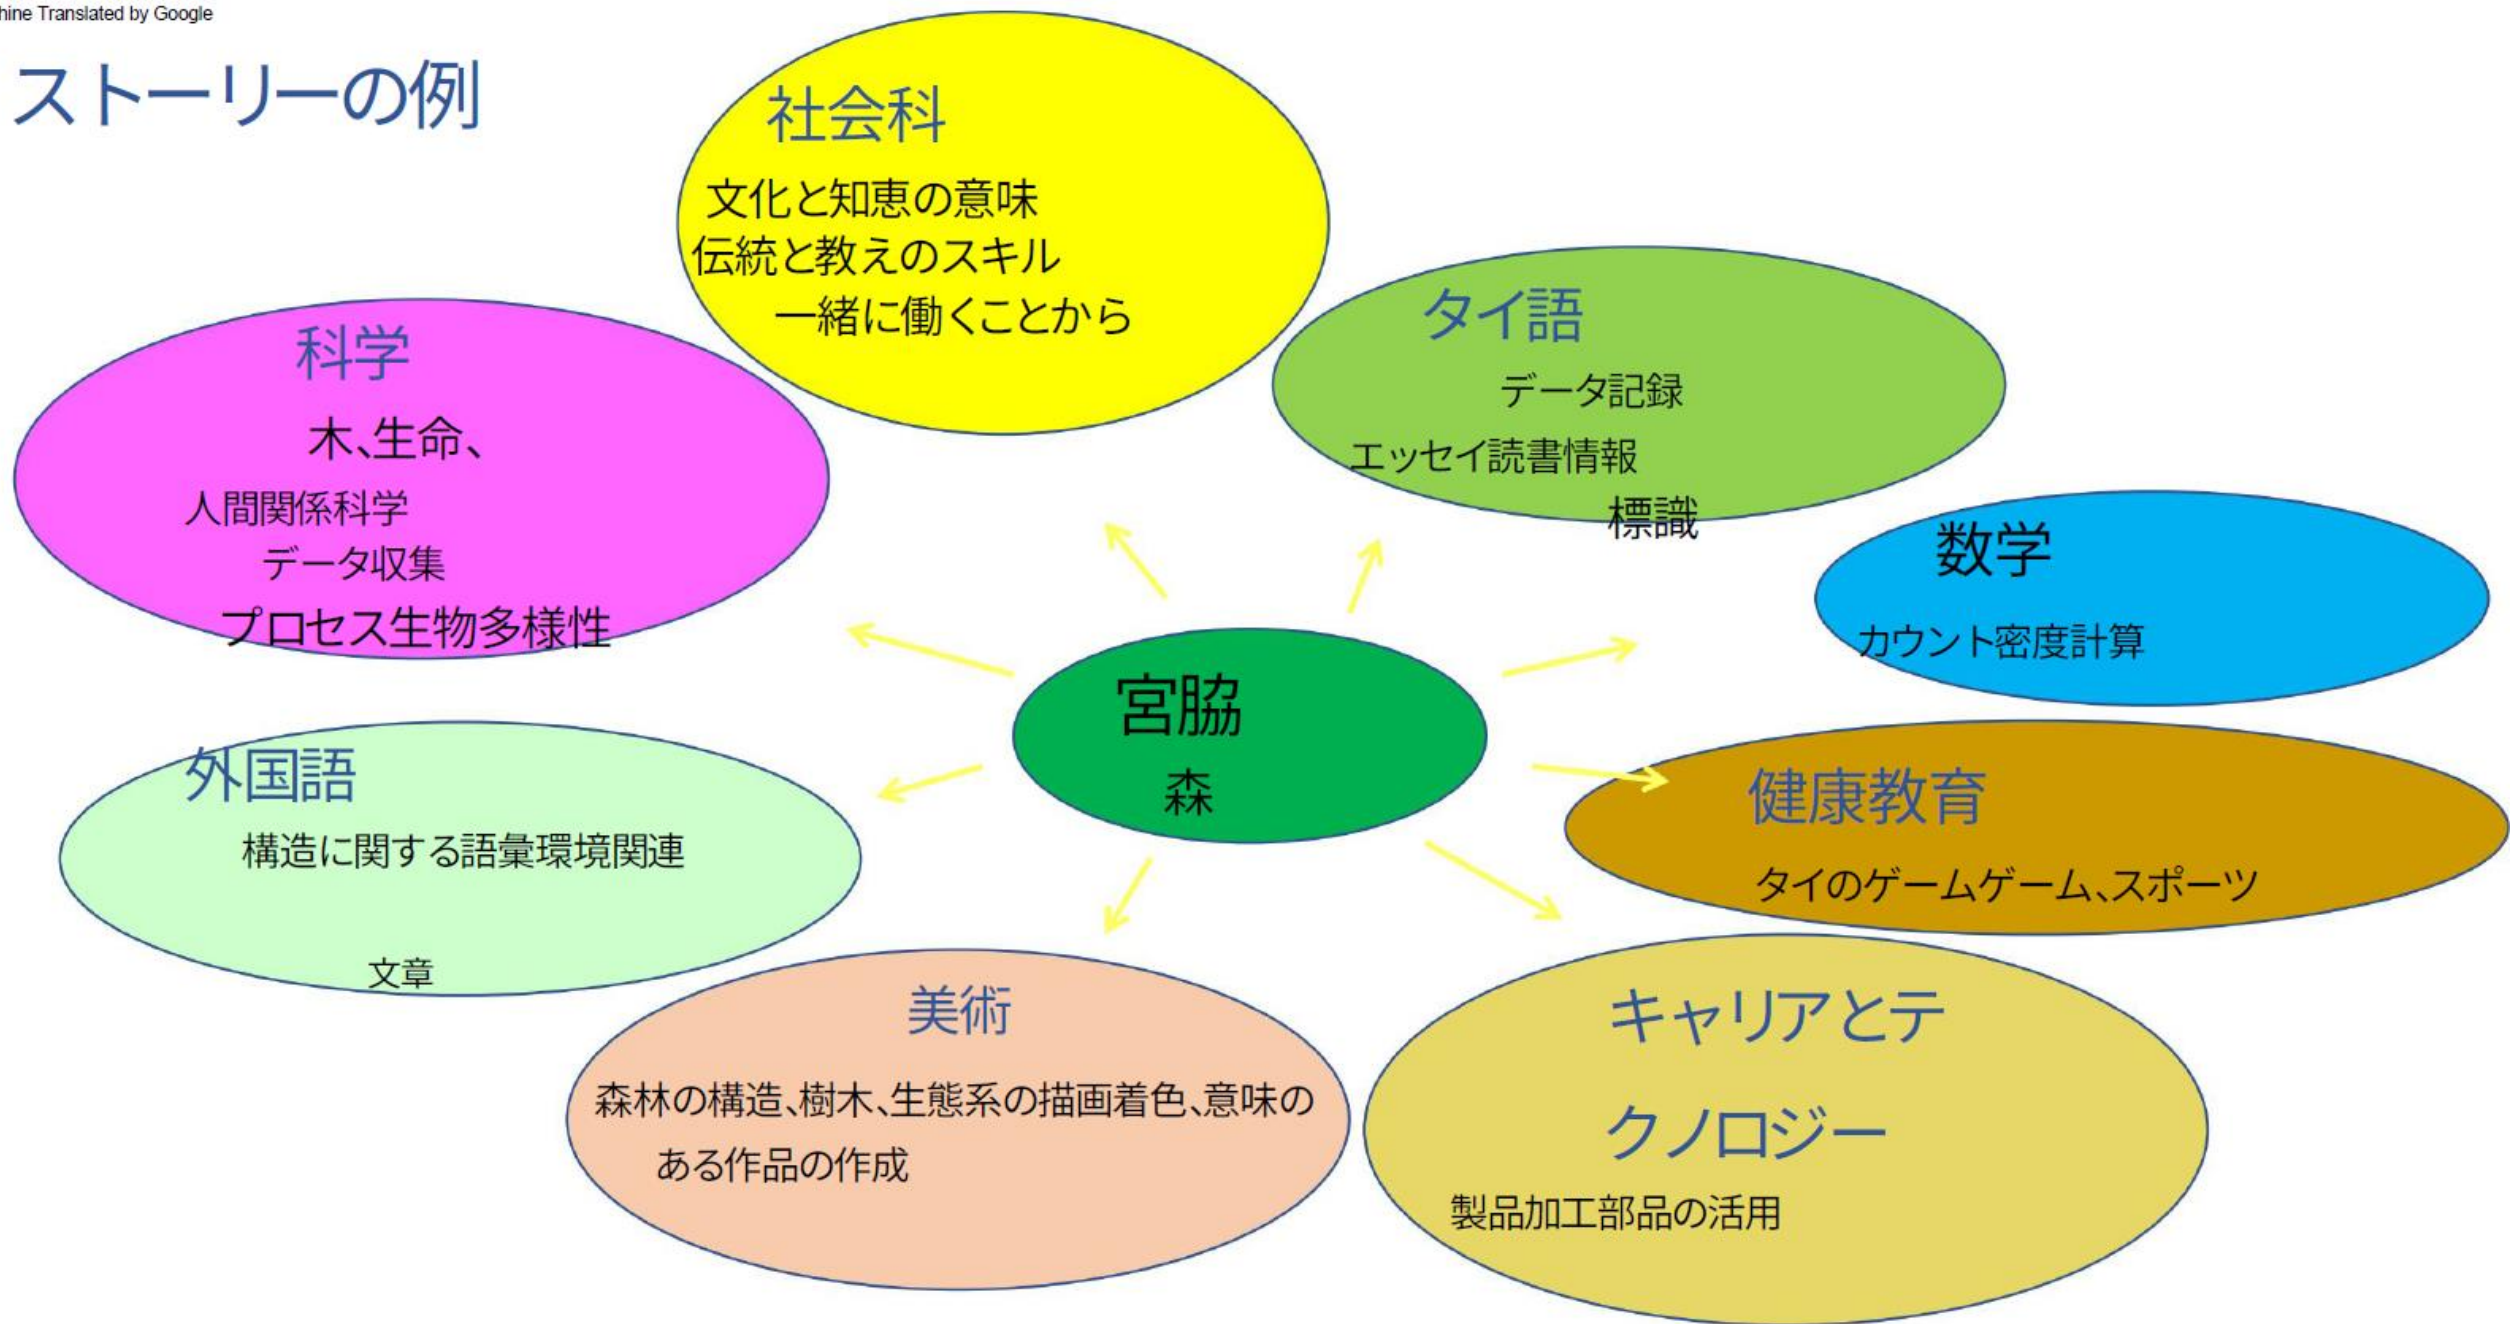 hine Translated by Google
ストーリーの例
社会科
文化と知恵の意味
伝統と教えのスキル
一緒に働くことから
タイ語
データ記録
エッセイ読書情報
標識
科学
木、生命、
人間関係科学
データ収集
プロセス生物多様性
数学
カウント密度計算
宮脇
森
外国語
構造に関する語彙環境関連
文章
健康教育
タイのゲームゲーム、スポーツ
美術
森林の構造、樹木、生態系の描画着色、意味の
ある作品の作成
キャリアとテ
クノロジー
製品加工部品の活用